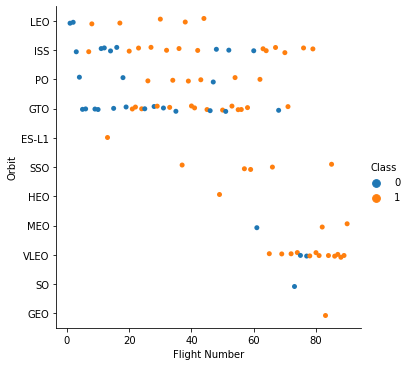 LEO
ISS
PO
GTO
ES-L1
SSO
HEO
MEO
VLEO
SO
GEO
Orbit
0 20 40 60 80
Flight Number
Class
0
1